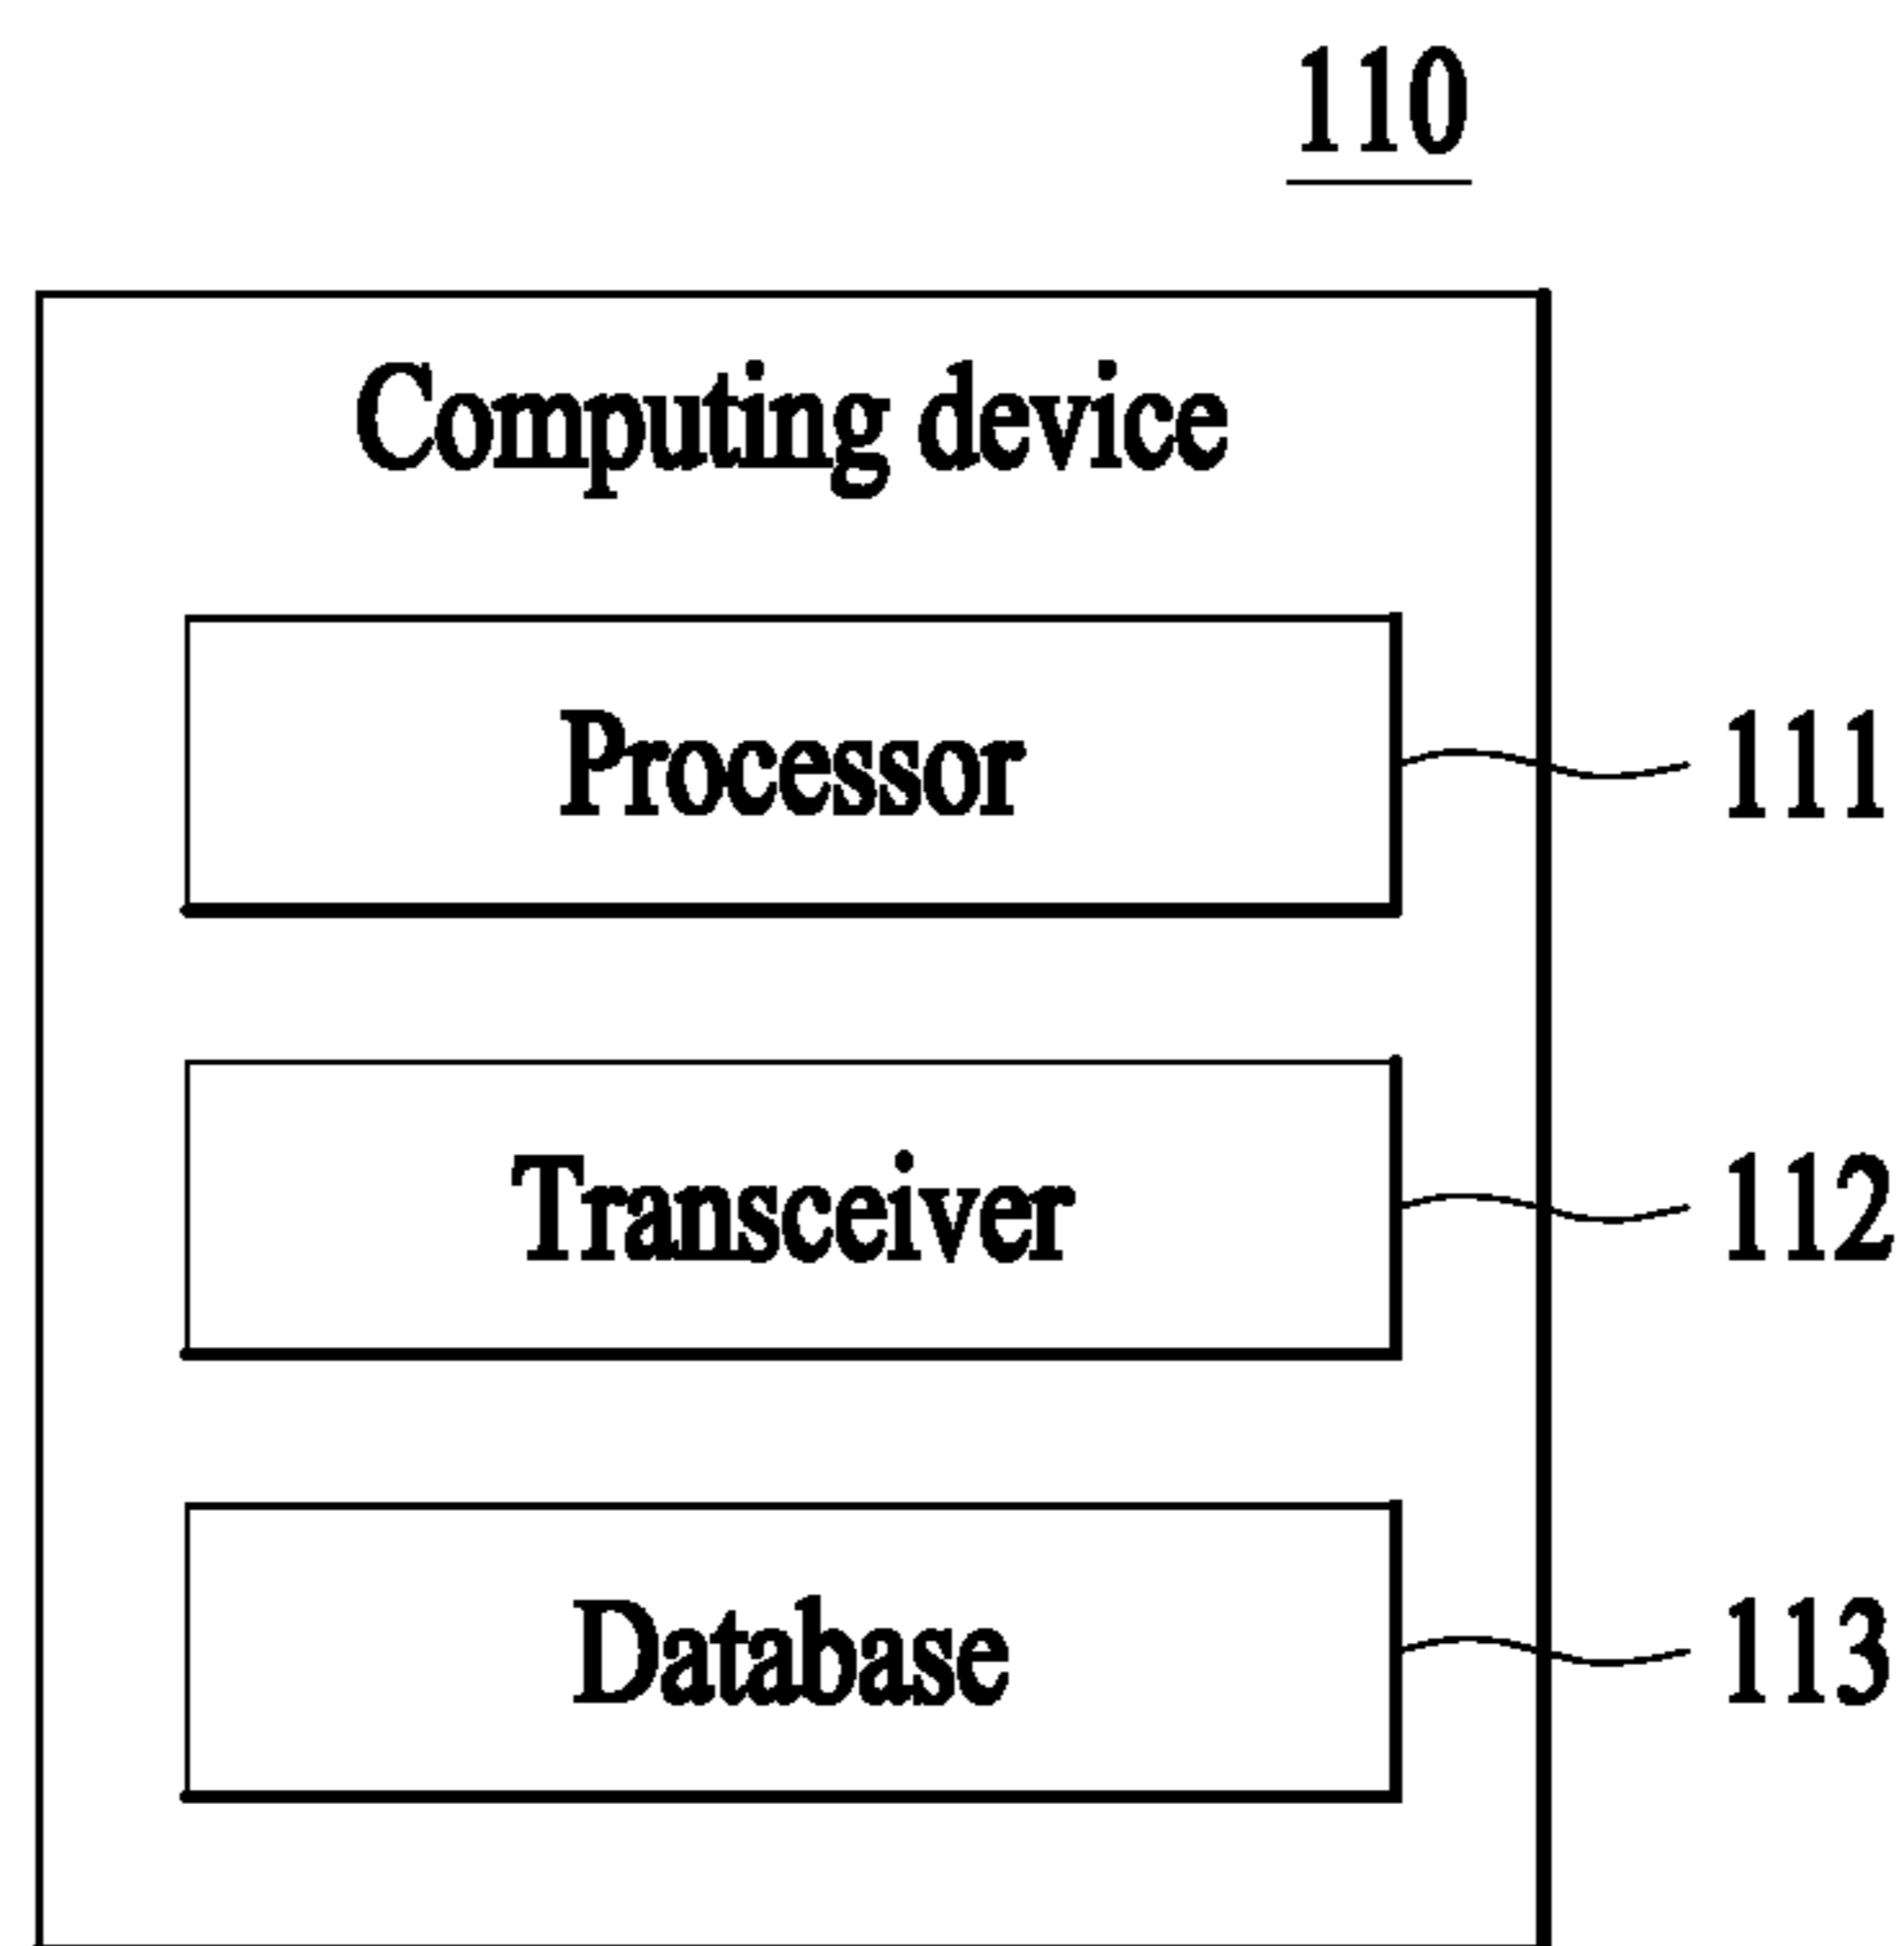 110
Computing device
Processor
111
Transceiver
112
Database
113